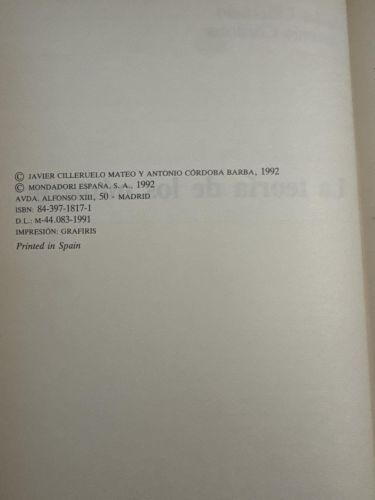 © JAVIER CILLERUELO MATEO Y ANTONIO CÓRDOBA BARBA, 1992
© MONDADORI ESPAÑA, S. A., 1992
AVDA. ALFONSO XIII, 50 - MADRID
ISBN: 84-397-1817-1
D.L.: M-44.083-1991
IMPRESIÓN: GRAFIRIS
Printed in Spain